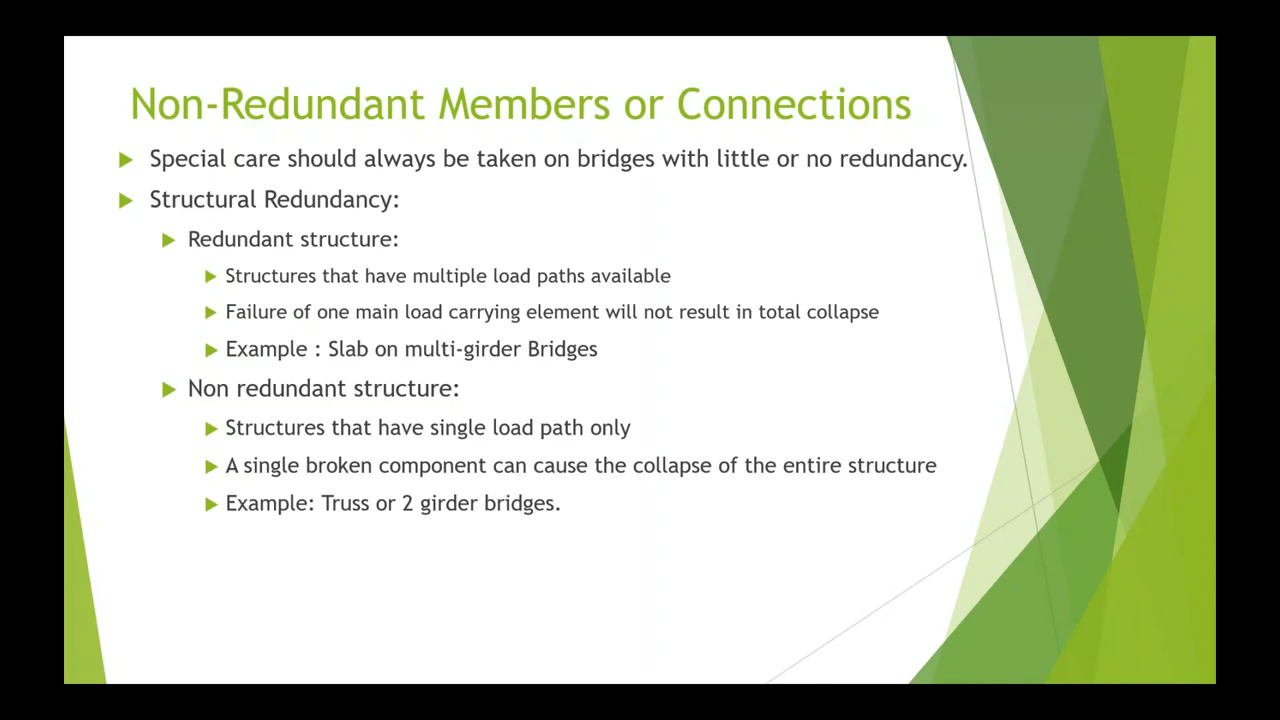 Non-Redundant Members or Connections
Special care should always be taken on bridges with little or no redundancy.
Structural Redundancy:
Redundant structure:
Structures that have multiple load paths available
Failure of one main load carrying element will not result in total collapse
Example : Slab on multi-girder Bridges
Non redundant structure:
Structures that have single load path only
A single broken component can cause the collapse of the entire structure
Example: Truss or 2 girder bridges.